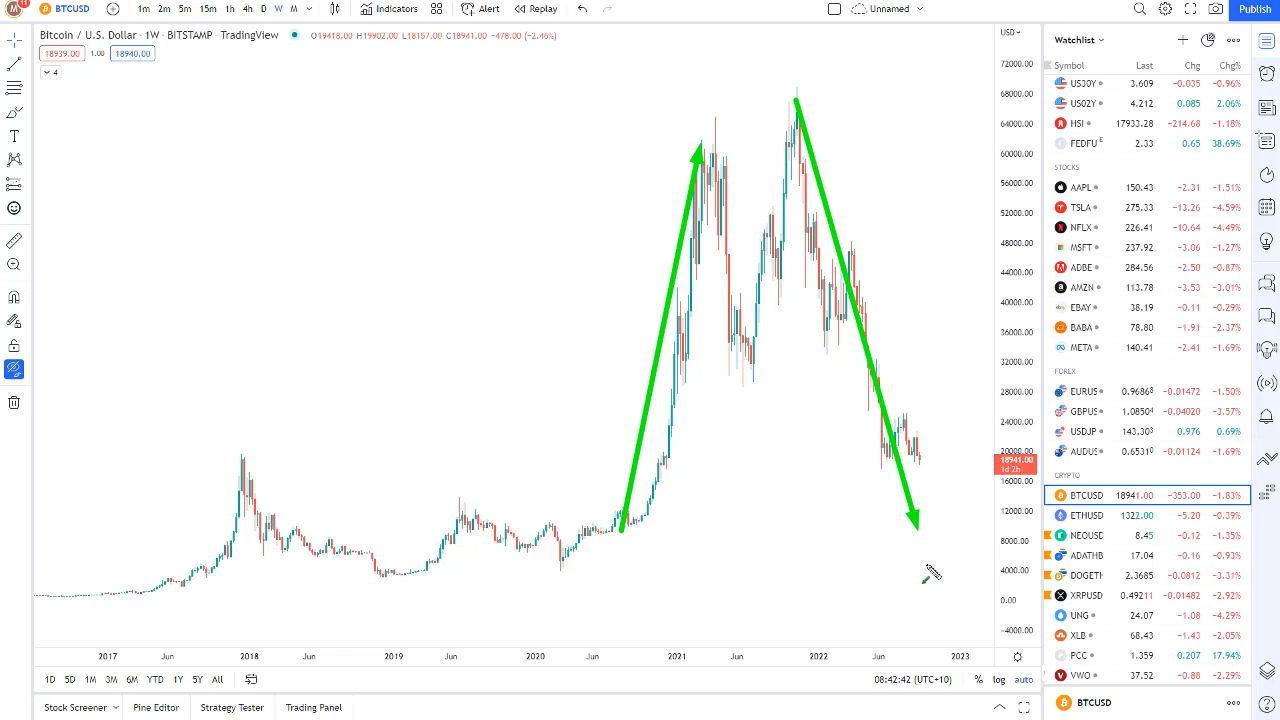 M 11 BTCUSD 1m 2m 5m 15m 1h 4h D W M Indicators Alert Replay Unnamed Publish
Bitcoin / U.S. Dollar · 1W · BITSTAMP · TradingView O19418.00 H19902.00 L18157.00 C18941.00 −478.00 (−2.46%)
18939.00 1.00 18940.00
4
USD
72000.00
68000.00
64000.00
60000.00
56000.00
52000.00
48000.00
44000.00
40000.00
36000.00
32000.00
28000.00
24000.00
20000.00
18941.00
1d 2h
16000.00
12000.00
8000.00
4000.00
0.00
−4000.00
2017 Jun 2018 Jun 2019 Jun 2020 Jun 2021 Jun 2022 Jun 2023
1D 5D 1M 3M 6M YTD 1Y 5Y All 08:42:42 (UTC+10) % log auto
Stock Screener Pine Editor Strategy Tester Trading Panel
Watchlist
Symbol Last Chg Chg%
US30Y 3.609 −0.035 −0.96%
US02Y 4.212 0.085 2.06%
HSI 17933.28 −214.68 −1.18%
FEDFU E 2.33 0.65 38.69%
STOCKS
AAPL 150.43 −2.31 −1.51%
TSLA 275.33 −13.26 −4.59%
NFLX 226.41 −10.64 −4.49%
MSFT 237.92 −3.06 −1.27%
ADBE 284.56 −2.50 −0.87%
AMZN 113.78 −3.53 −3.01%
EBAY 38.19 −0.11 −0.29%
BABA 78.80 −1.91 −2.37%
META 140.41 −2.41 −1.69%
FOREX
EURUS 0.96868 −0.01472 −1.50%
GBPUS 1.08504 −0.04020 −3.57%
USDJP 143.303 0.976 0.69%
AUDUS 0.65310 −0.01124 −1.69%
CRYPTO
BTCUSD 18941.00 −353.00 −1.83%
ETHUSD 1322.00 −5.20 −0.39%
NEOUSD 8.45 −0.12 −1.35%
ADATHB 17.04 −0.16 −0.93%
DOGETH 2.3685 −0.0812 −3.31%
XRPUSD 0.49211 −0.01482 −2.92%
UNG 24.07 −1.08 −4.29%
XLB 68.43 −1.43 −2.05%
PCC 1.359 0.207 17.94%
VWO 37.52 −0.88 −2.29%
BTCUSD